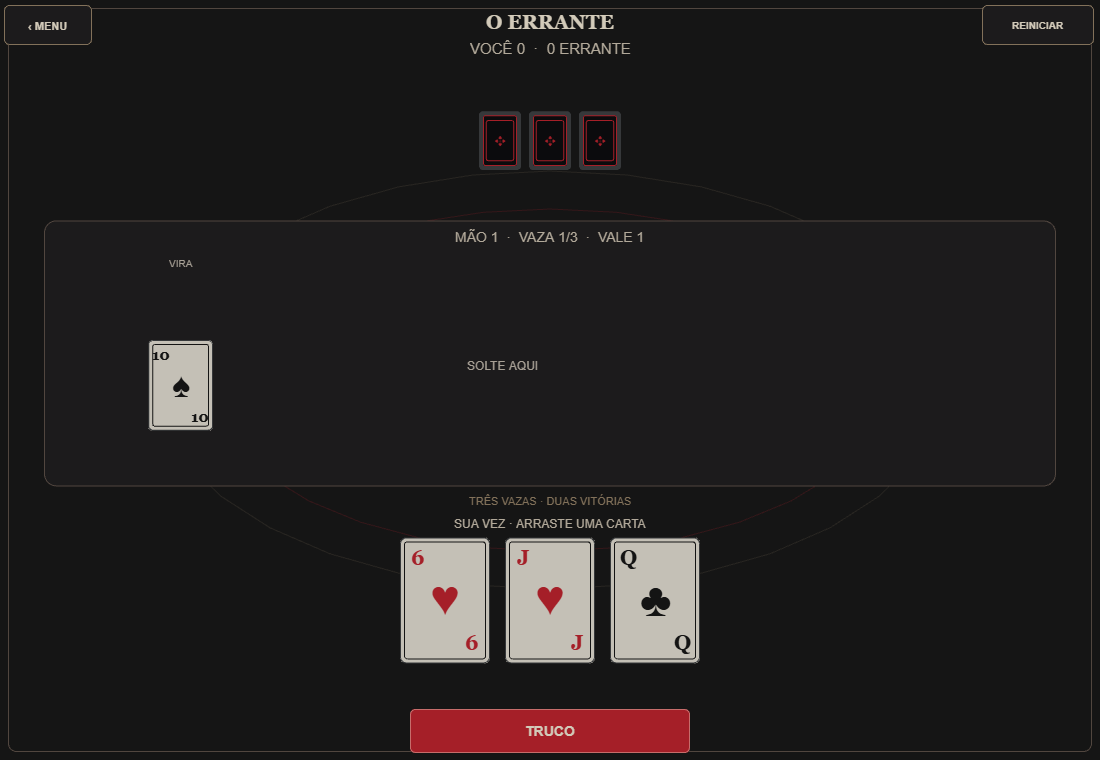 ‹ MENU
O ERRANTE
REINICIAR
VOCÊ 0 · 0 ERRANTE
MÃO 1 · VAZA 1/3 · VALE 1
VIRA
10
10
SOLTE AQUI
TRÊS VAZAS · DUAS VITÓRIAS
SUA VEZ · ARRASTE UMA CARTA
6 J Q
6 J Q
TRUCO